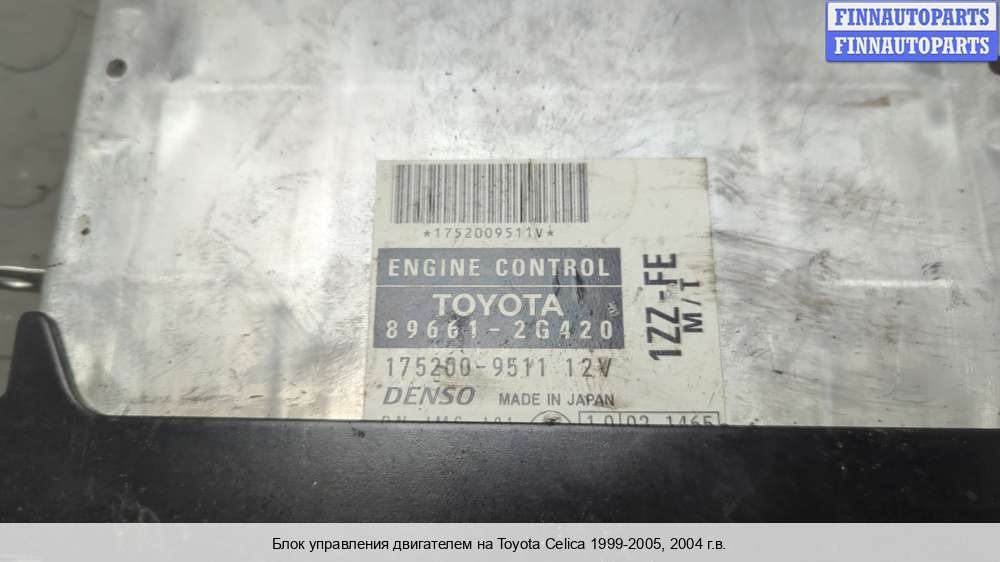 FINNAUTOPARTS
FINNAUTOPARTS
*1752009511V*
ENGINE CONTROL
TOYOTA
89661-2G420
1ZZ-FE
M/T
175200-9511 12V
DENSO MADE IN JAPAN
Блок управления двигателем на Toyota Celica 1999-2005, 2004 г.в.